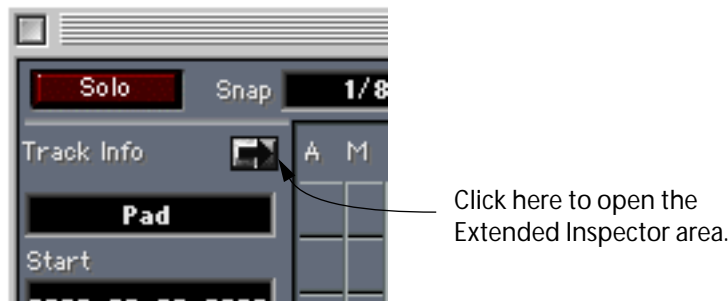 Solo Snap 1/8
Track Info A M
Pad
Start
Click here to open the
Extended Inspector area.